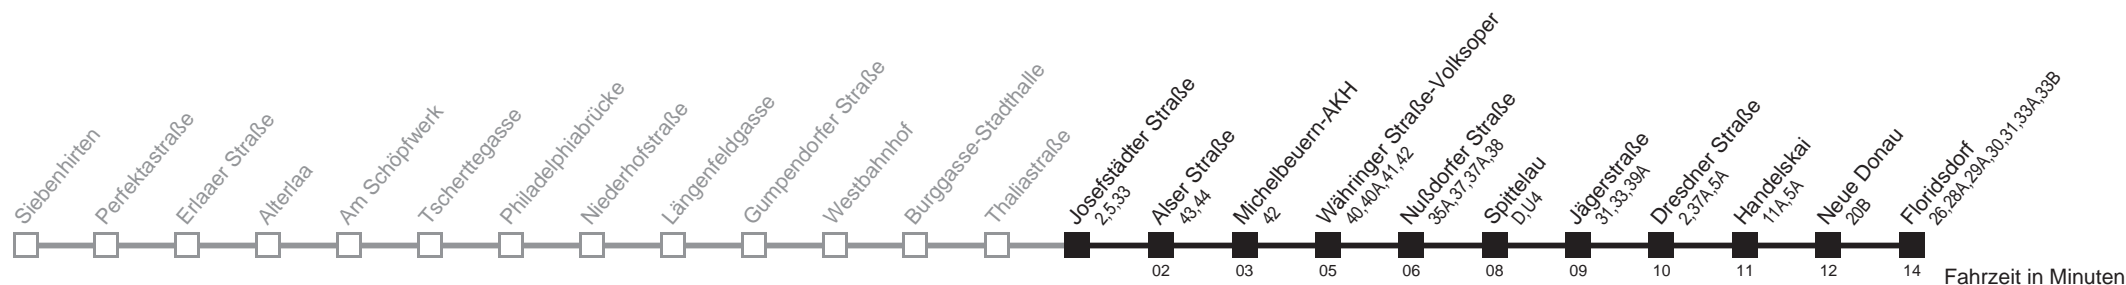 Siebenhirten
Perfektastraße
Erlaaer Straße
Alterlaa
Am Schöpfwerk
Tscherttegasse
Philadelphiabrücke
Niederhofstraße
Längenfeldgasse
Gumpendorfer Straße
Westbahnhof
Burggasse-Stadthalle
Thaliastraße
Josefstädter Straße
2,5,33
Alser Straße
43,44
Michelbeuern-AKH
42
Währinger Straße-Volksoper
40,40A,41,42
Nußdorfer Straße
35A,37,37A,38
Spittelau
D,U4
Jägerstraße
31,33,39A
Dresdner Straße
2,37A,5A
Handelskai
11A,5A
Neue Donau
20B
Floridsdorf
26,28A,29A,30,31,33A,33B
02 03 05 06 08 09 10 11 12 14 Fahrzeit in Minuten